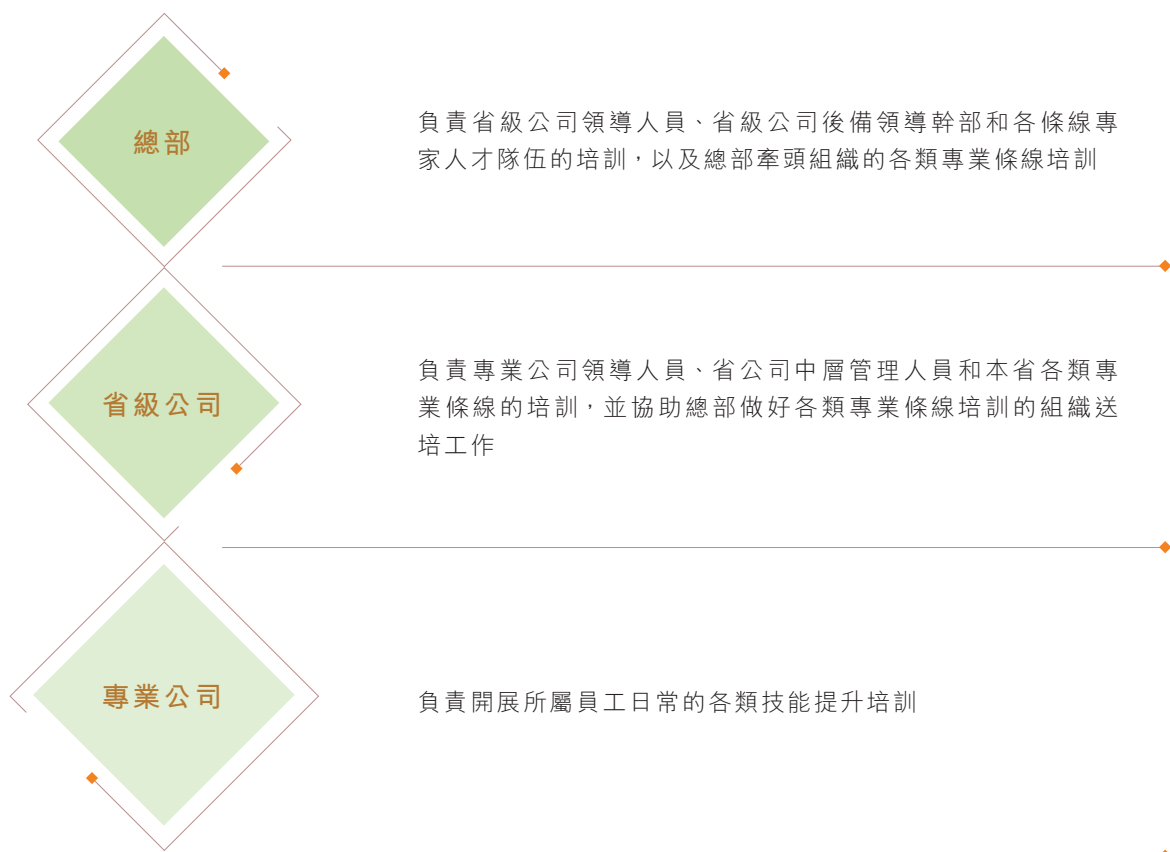 總部
負責省級公司領導人員、省級公司後備領導幹部和各條線專
家人才隊伍的培訓，以及總部牽頭組織的各類專業條線培訓
省級公司
負責專業公司領導人員、省公司中層管理人員和本省各類專
業條線的培訓，並協助總部做好各類專業條線培訓的組織送
培工作
專業公司
負責開展所屬員工日常的各類技能提升培訓